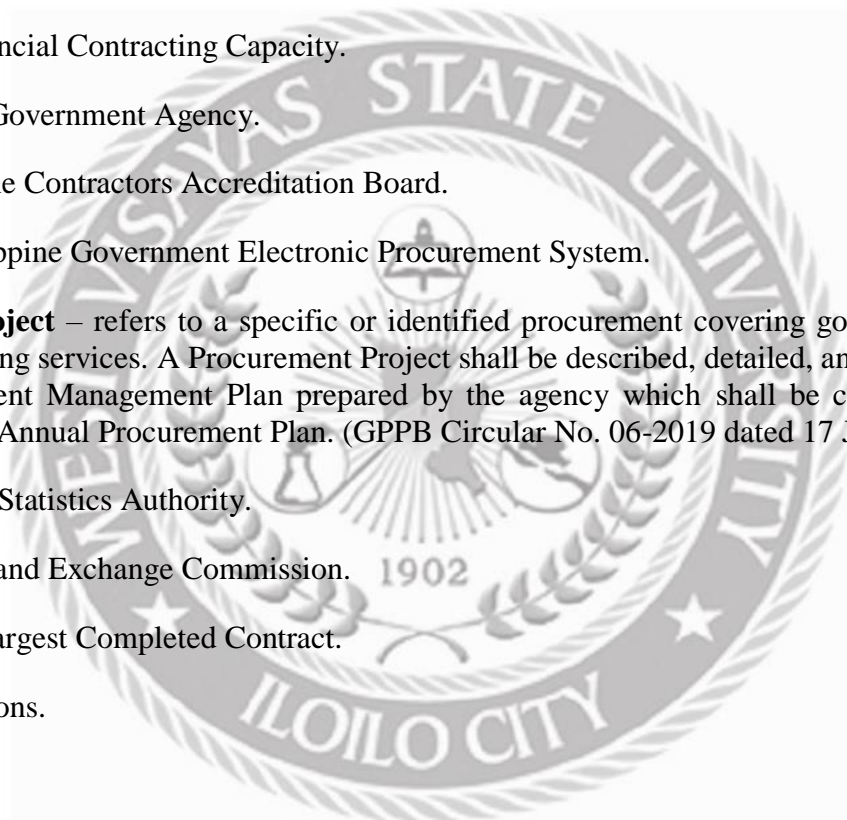 ncial Contracting Capacity.
Government Agency.
e Contractors Accreditation Board.
ppine Government Electronic Procurement System.
oject – refers to a specific or identified procurement covering go
ng services. A Procurement Project shall be described, detailed, an
ent Management Plan prepared by the agency which shall be c
Annual Procurement Plan. (GPPB Circular No. 06-2019 dated 17 J
Statistics Authority.
and Exchange Commission.
argest Completed Contract.
ons.
WEST VISAYAS STATE UNIVERSITY
1902
ILOILO CITY